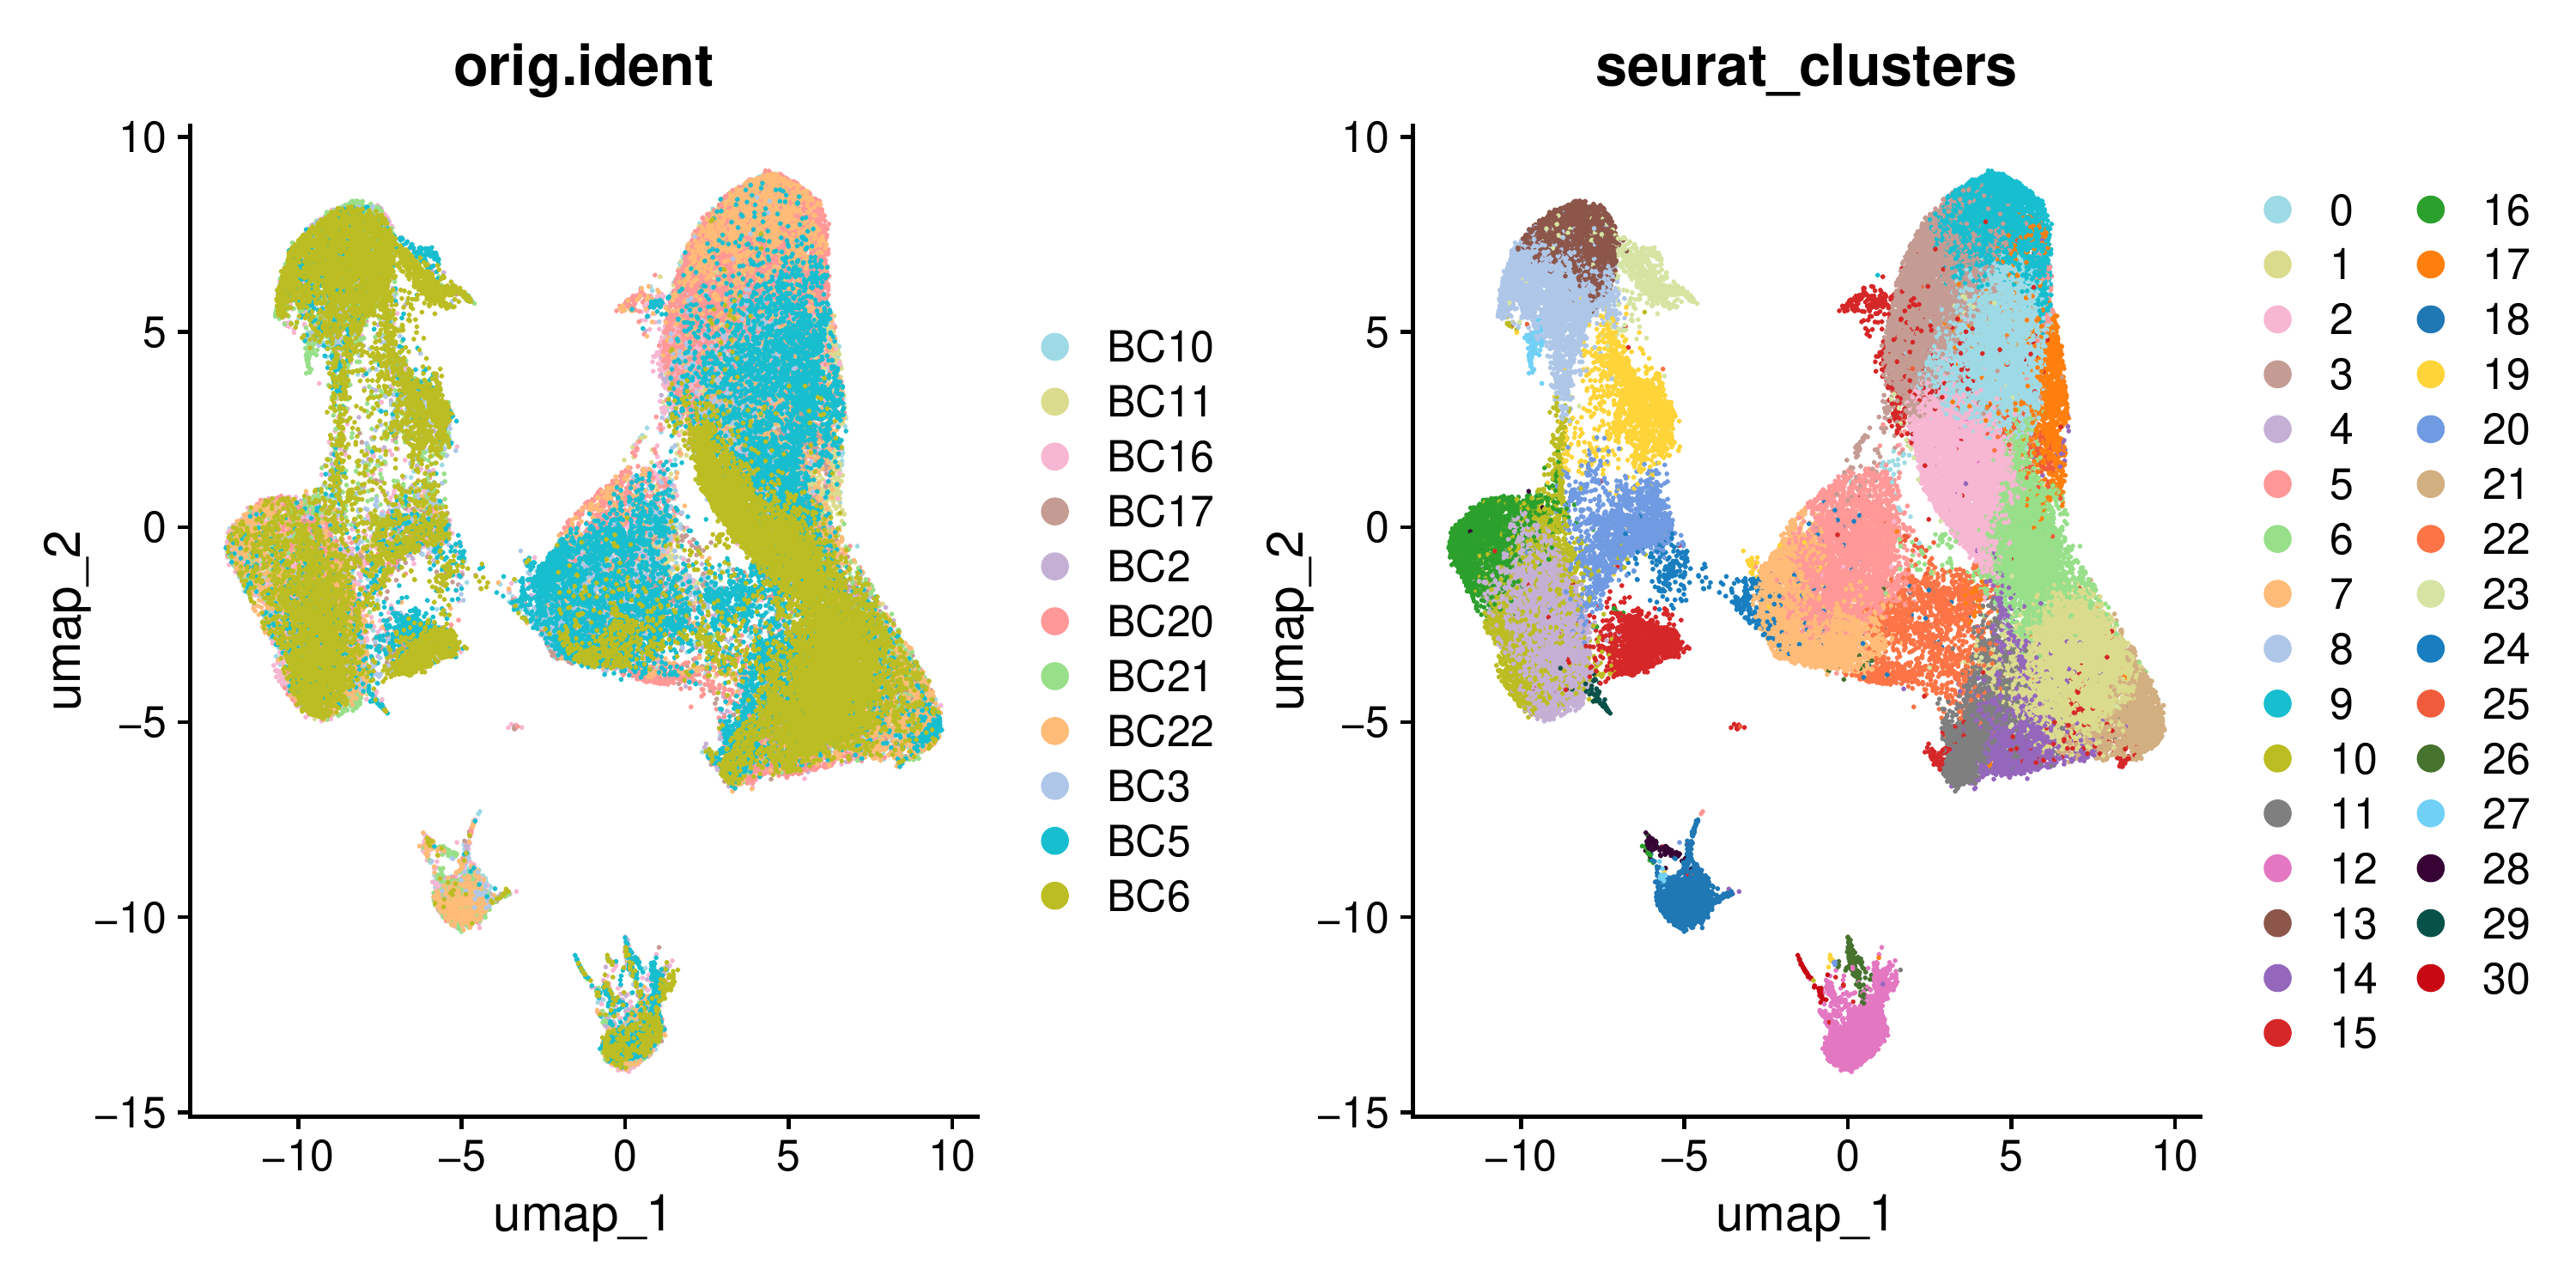 orig.ident
10
5
0
−5
−10
−15
umap_2
−10 −5 0 5 10
umap_1
BC10
BC11
BC16
BC17
BC2
BC20
BC21
BC22
BC3
BC5
BC6
seurat_clusters
10
5
0
−5
−10
−15
umap_2
−10 −5 0 5 10
umap_1
0 16
1 17
2 18
3 19
4 20
5 21
6 22
7 23
8 24
9 25
10 26
11 27
12 28
13 29
14 30
15